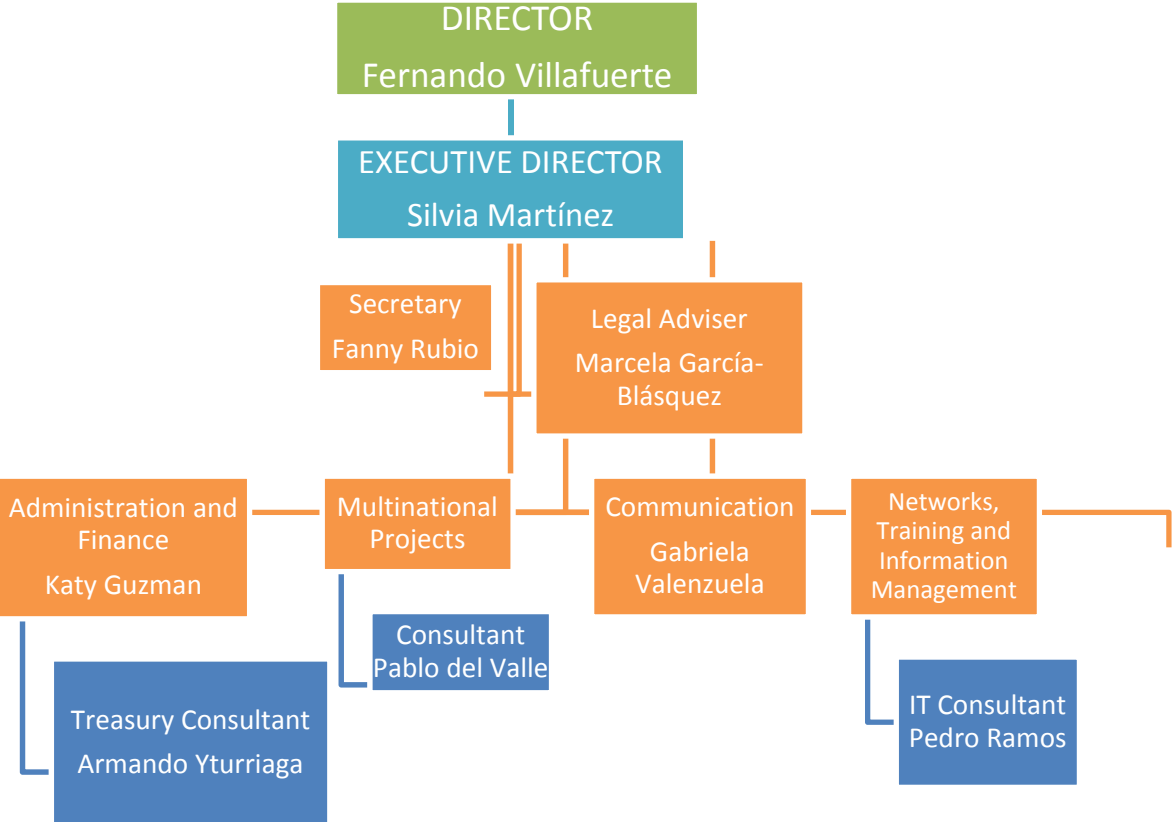 DIRECTOR
Fernando Villafuerte
EXECUTIVE DIRECTOR
Silvia Martínez
Secretary
Fanny Rubio
Legal Adviser
Marcela García-
Blásquez
Administration and
Finance
Katy Guzman
Multinational
Projects
Communication
Gabriela
Valenzuela
Networks,
Training and
Information
Management
Treasury Consultant
Armando Yturriaga
Consultant
Pablo del Valle
IT Consultant
Pedro Ramos